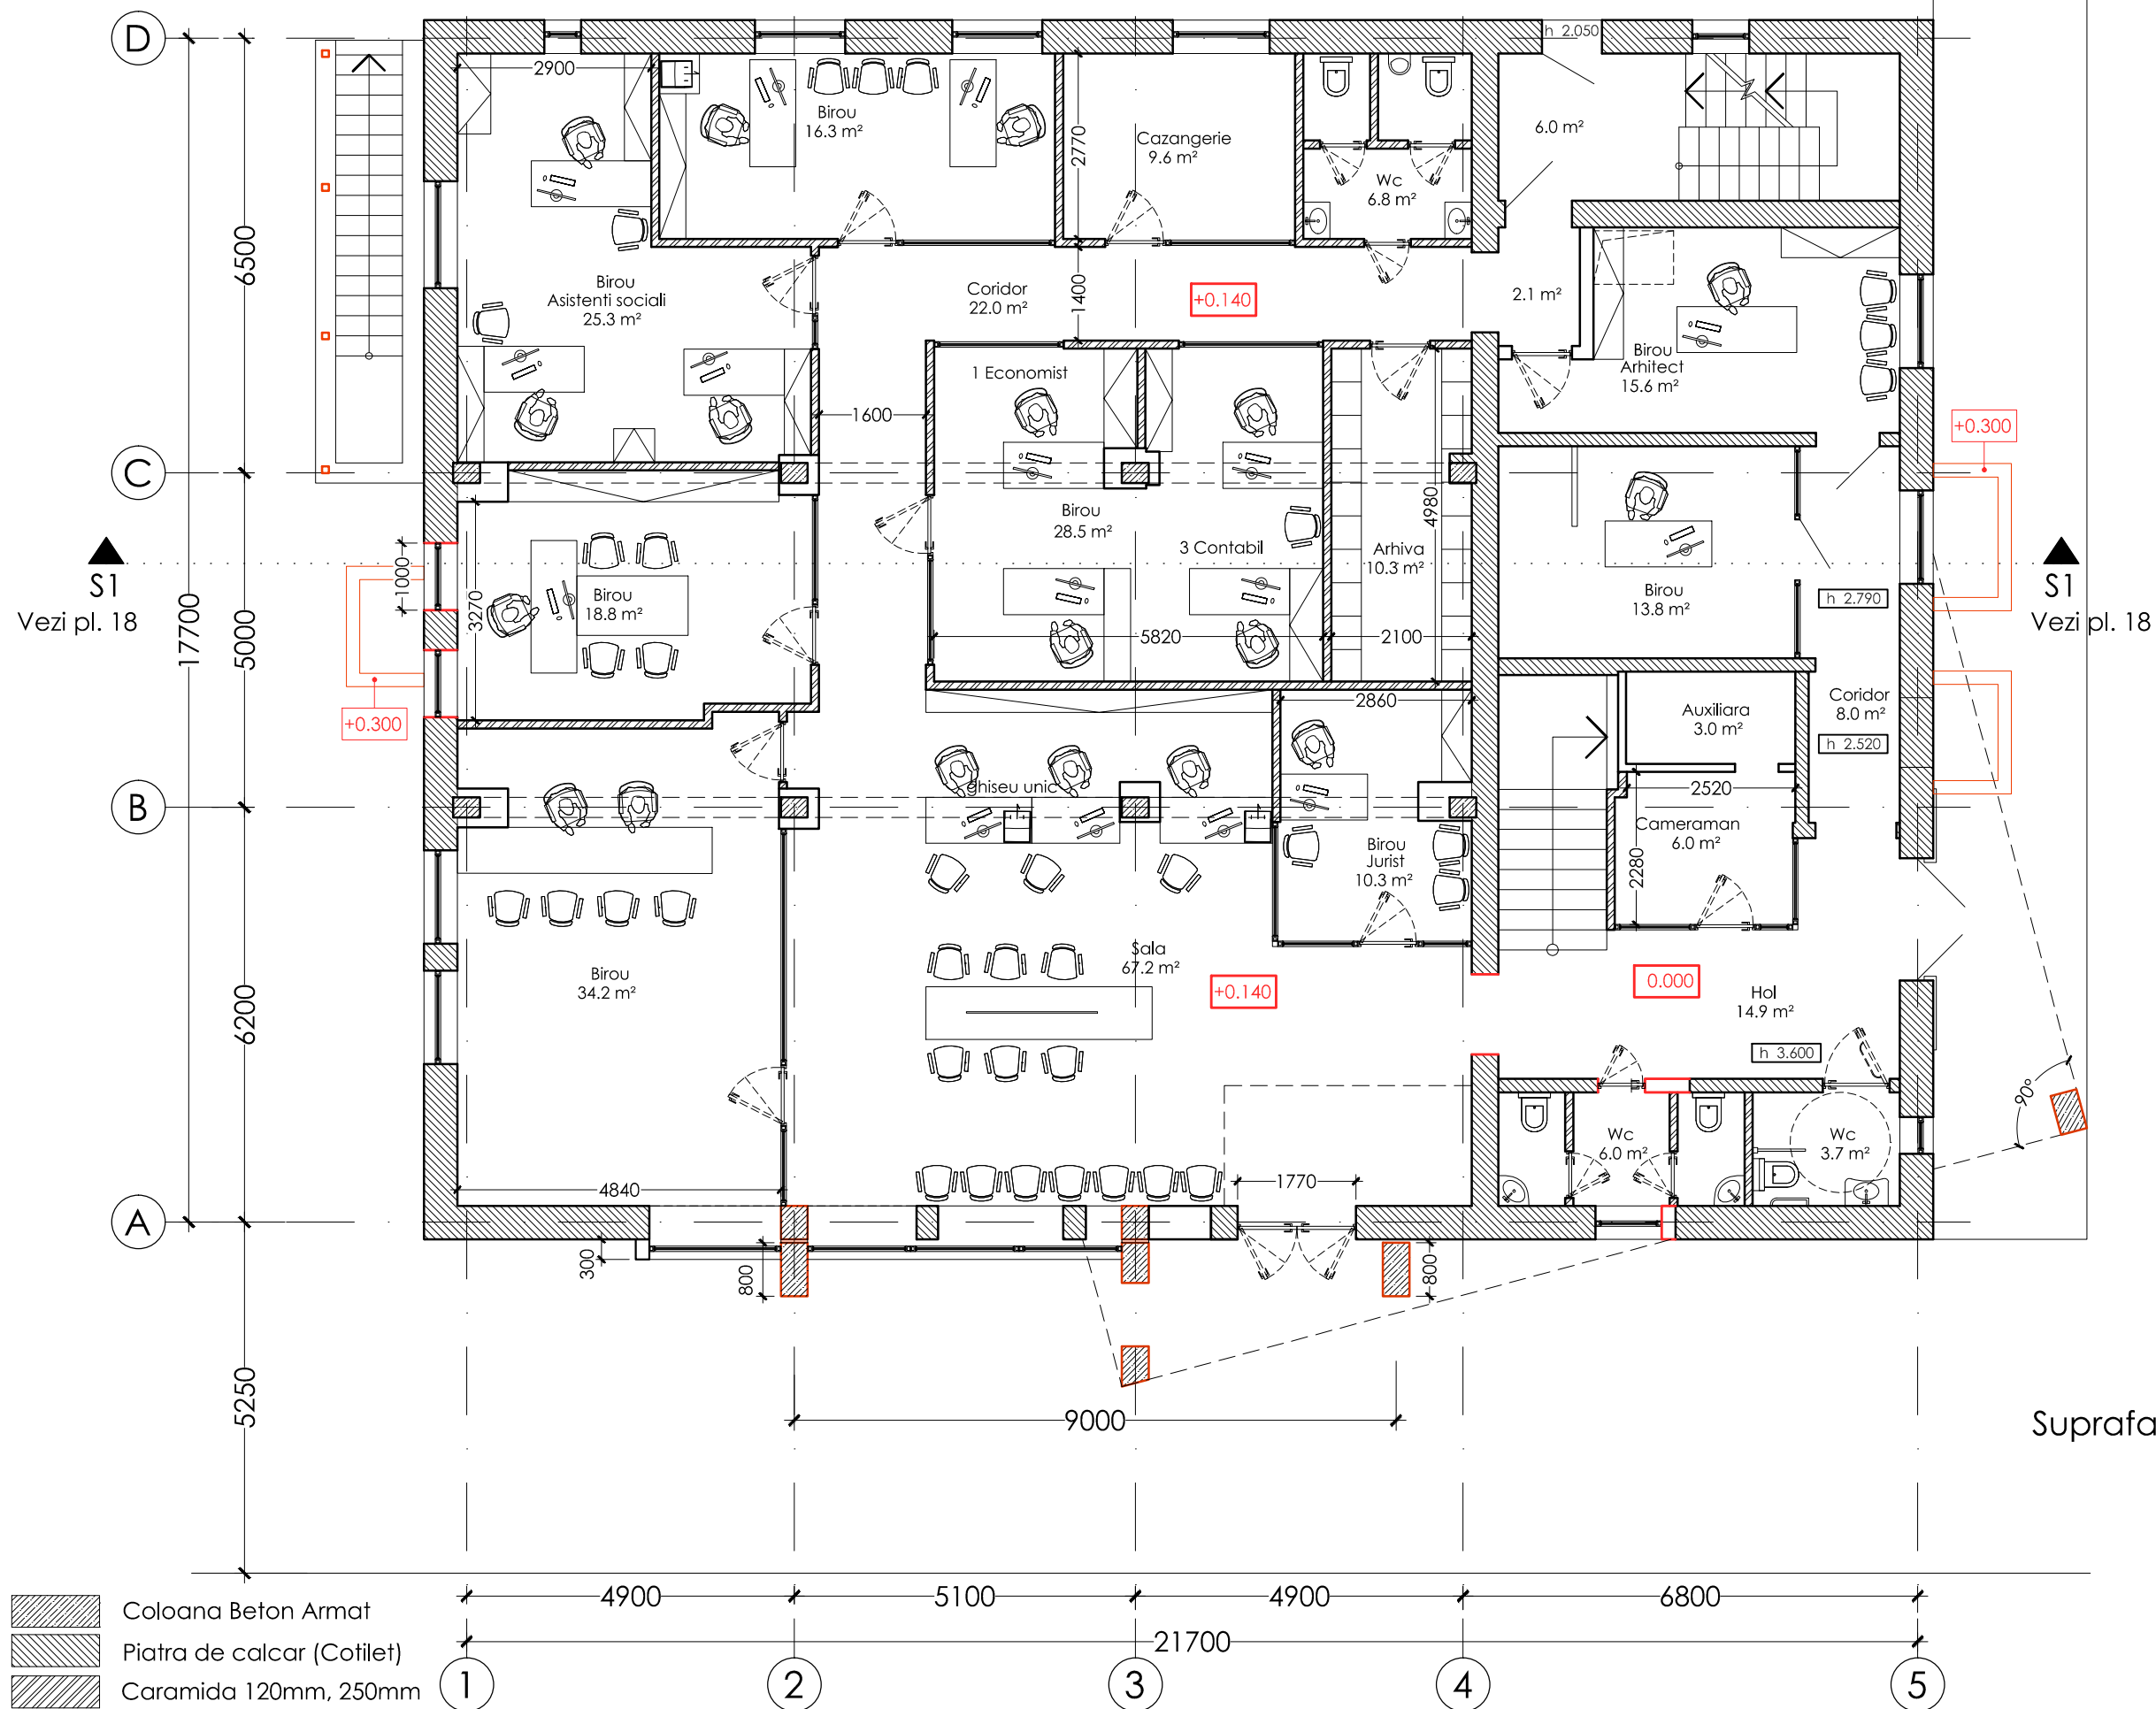 D
h 2.050
2900
Birou
16.3 m²
2770
Cazangerie
9.6 m²
6.0 m²
Wc
6.8 m²
6500
Birou
Asistenti sociali
25.3 m²
Coridor
22.0 m²
1400
+0.140
2.1 m²
Birou
Arhitect
15.6 m²
1 Economist
1600
+0.300
C
Birou
28.5 m²
4980
3 Contabil
Arhiva
10.3 m²
S1
Vezi pl. 18
17700
5000
1000
3270
Birou
18.8 m²
5820
2100
Birou
13.8 m²
h 2.790
S1
Vezi pl. 18
+0.300
2860
Auxiliara
3.0 m²
Coridor
8.0 m²
h 2.520
B
ghiseu unic
2520
Cameraman
6.0 m²
2280
Birou
Jurist
10.3 m²
6200
Birou
34.2 m²
Sala
67.2 m²
+0.140
0.000
Hol
14.9 m²
h 3.600
90°
Wc
6.0 m²
Wc
3.7 m²
4840
1770
A
300
800
800
5250
9000
Suprafa
4900
5100
4900
6800
21700
Coloana Beton Armat
Piatra de calcar (Cotilet)
Caramida 120mm, 250mm
1
2
3
4
5